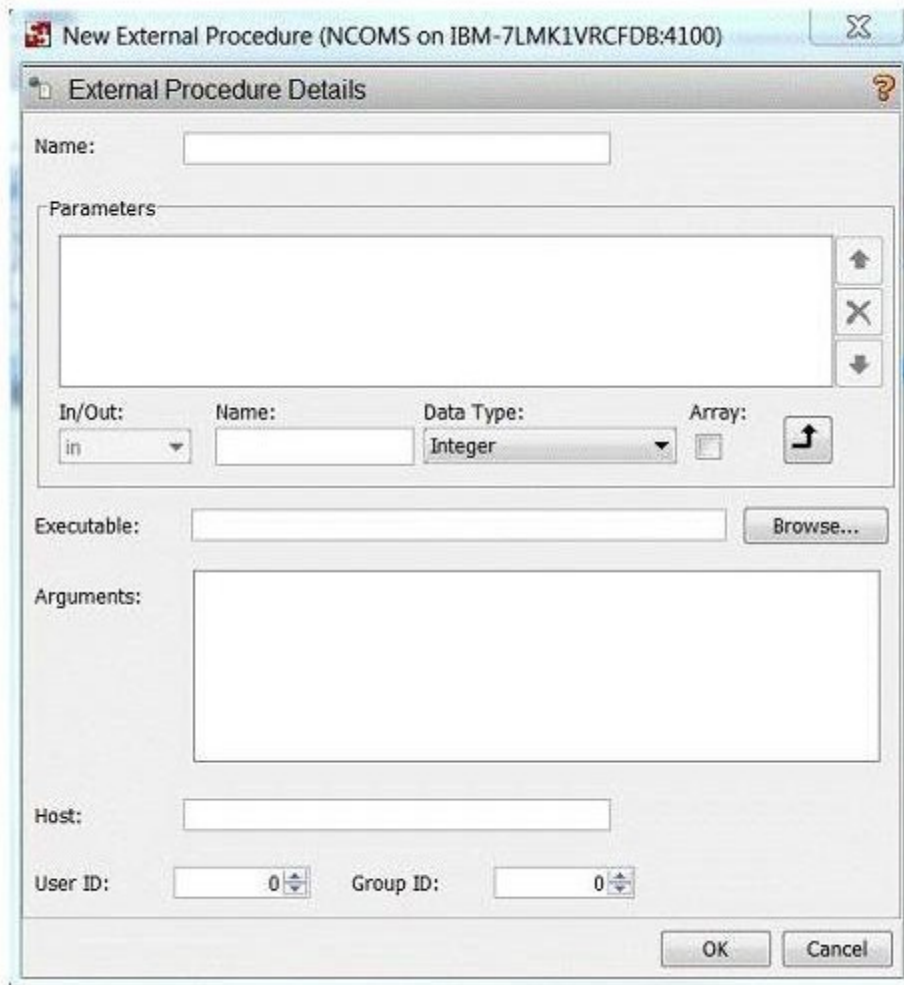 New External Procedure (NCOMS on IBM-7LMK1VRCFDB:4100)
External Procedure Details
Name:
Parameters
In/Out: Name: Data Type: Array:
in Integer
Executable: Browse...
Arguments:
Host:
User ID: 0 Group ID: 0
OK Cancel